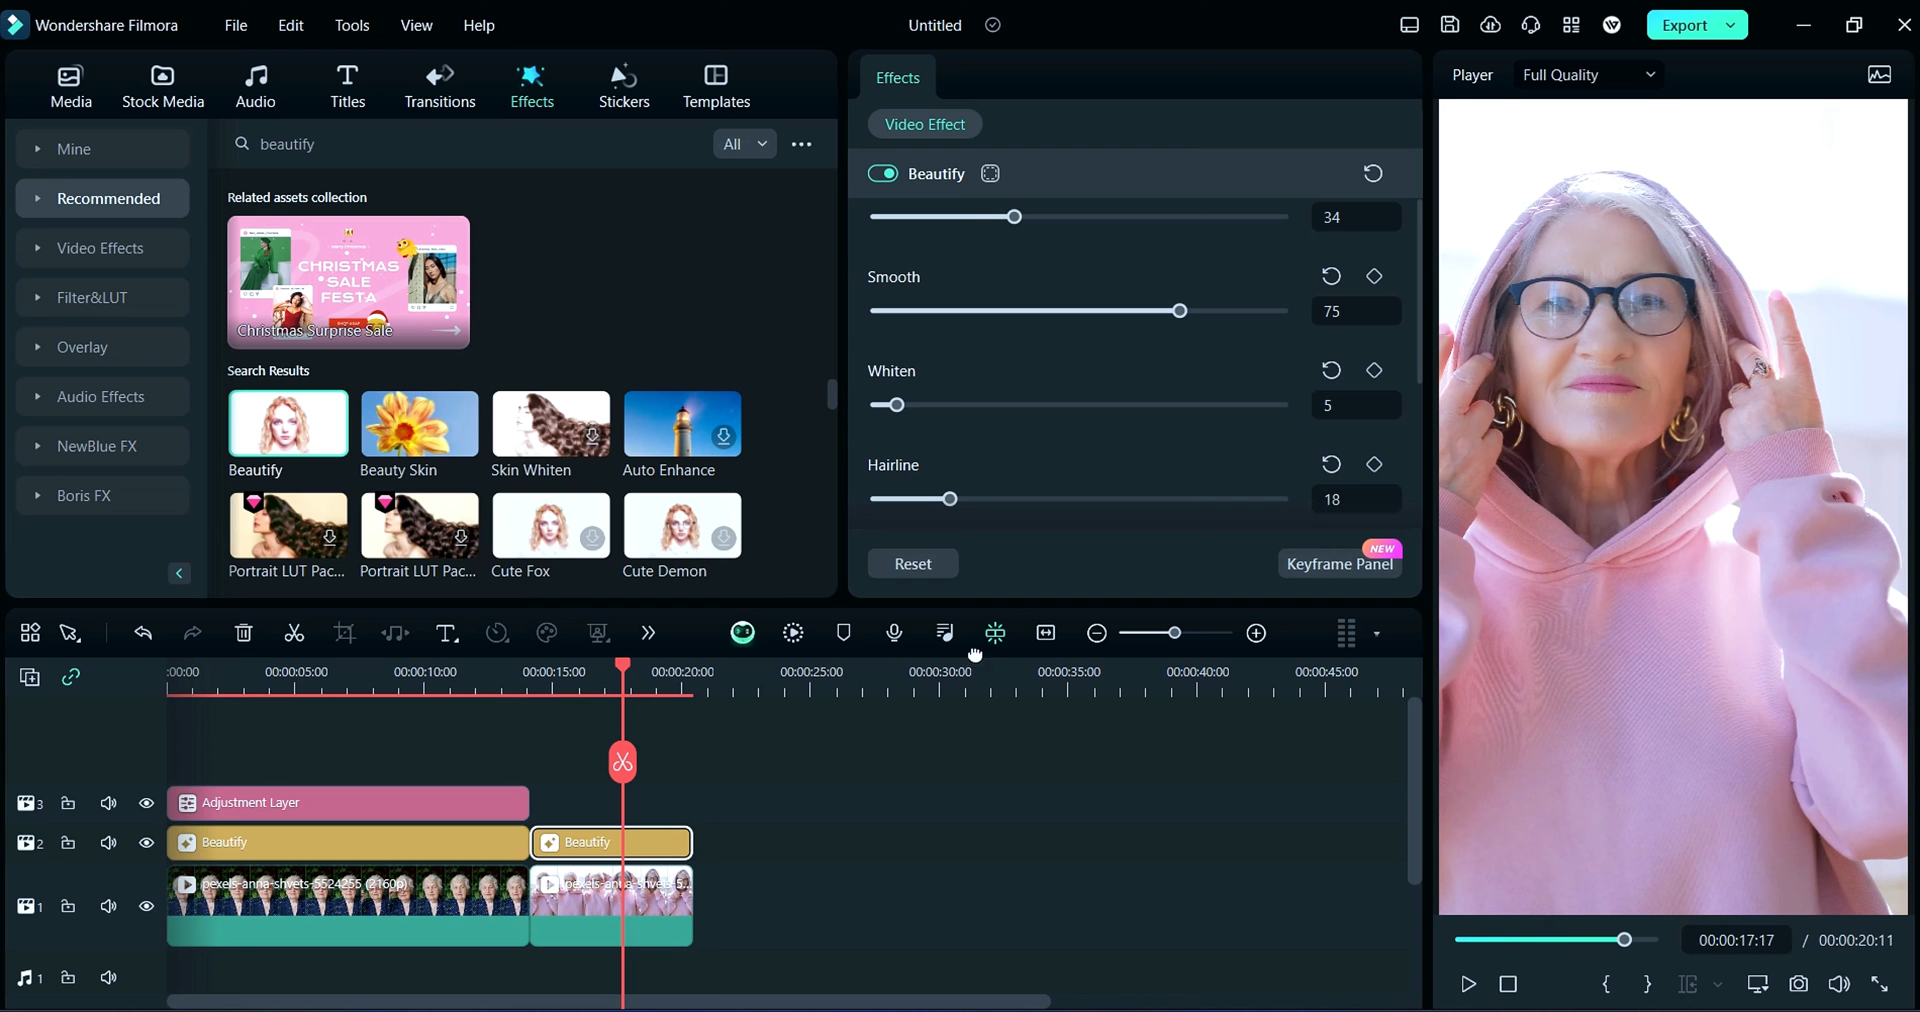 Wondershare Filmora
File
Edit
Tools
View
Help
Untitled
Export
Media
Stock Media
Audio
Titles
Transitions
Effects
Stickers
Templates
Mine
Recommended
Video Effects
Filter&LUT
Overlay
Audio Effects
NewBlue FX
Boris FX
beautify
All
Related assets collection
CHRISTMAS
SALE
FESTA
Christmas Surprise Sale
Search Results
Beautify
Beauty Skin
Skin Whiten
Auto Enhance
Portrait LUT Pac...
Portrait LUT Pac...
Cute Fox
Cute Demon
Effects
Video Effect
Beautify
34
Smooth
75
Whiten
5
Hairline
18
Reset
NEW
Keyframe Panel
Player
Full Quality
00:00:17:17 / 00:00:20:11
:00:00
00:00:05:00
00:00:10:00
00:00:15:00
00:00:20:00
00:00:25:00
00:00:30:00
00:00:35:00
00:00:40:00
00:00:45:00
3
Adjustment Layer
2
Beautify
Beautify
1
pexels-anna-shvets-5524255 (2160p)
pexels-anna-shvets-5...
1